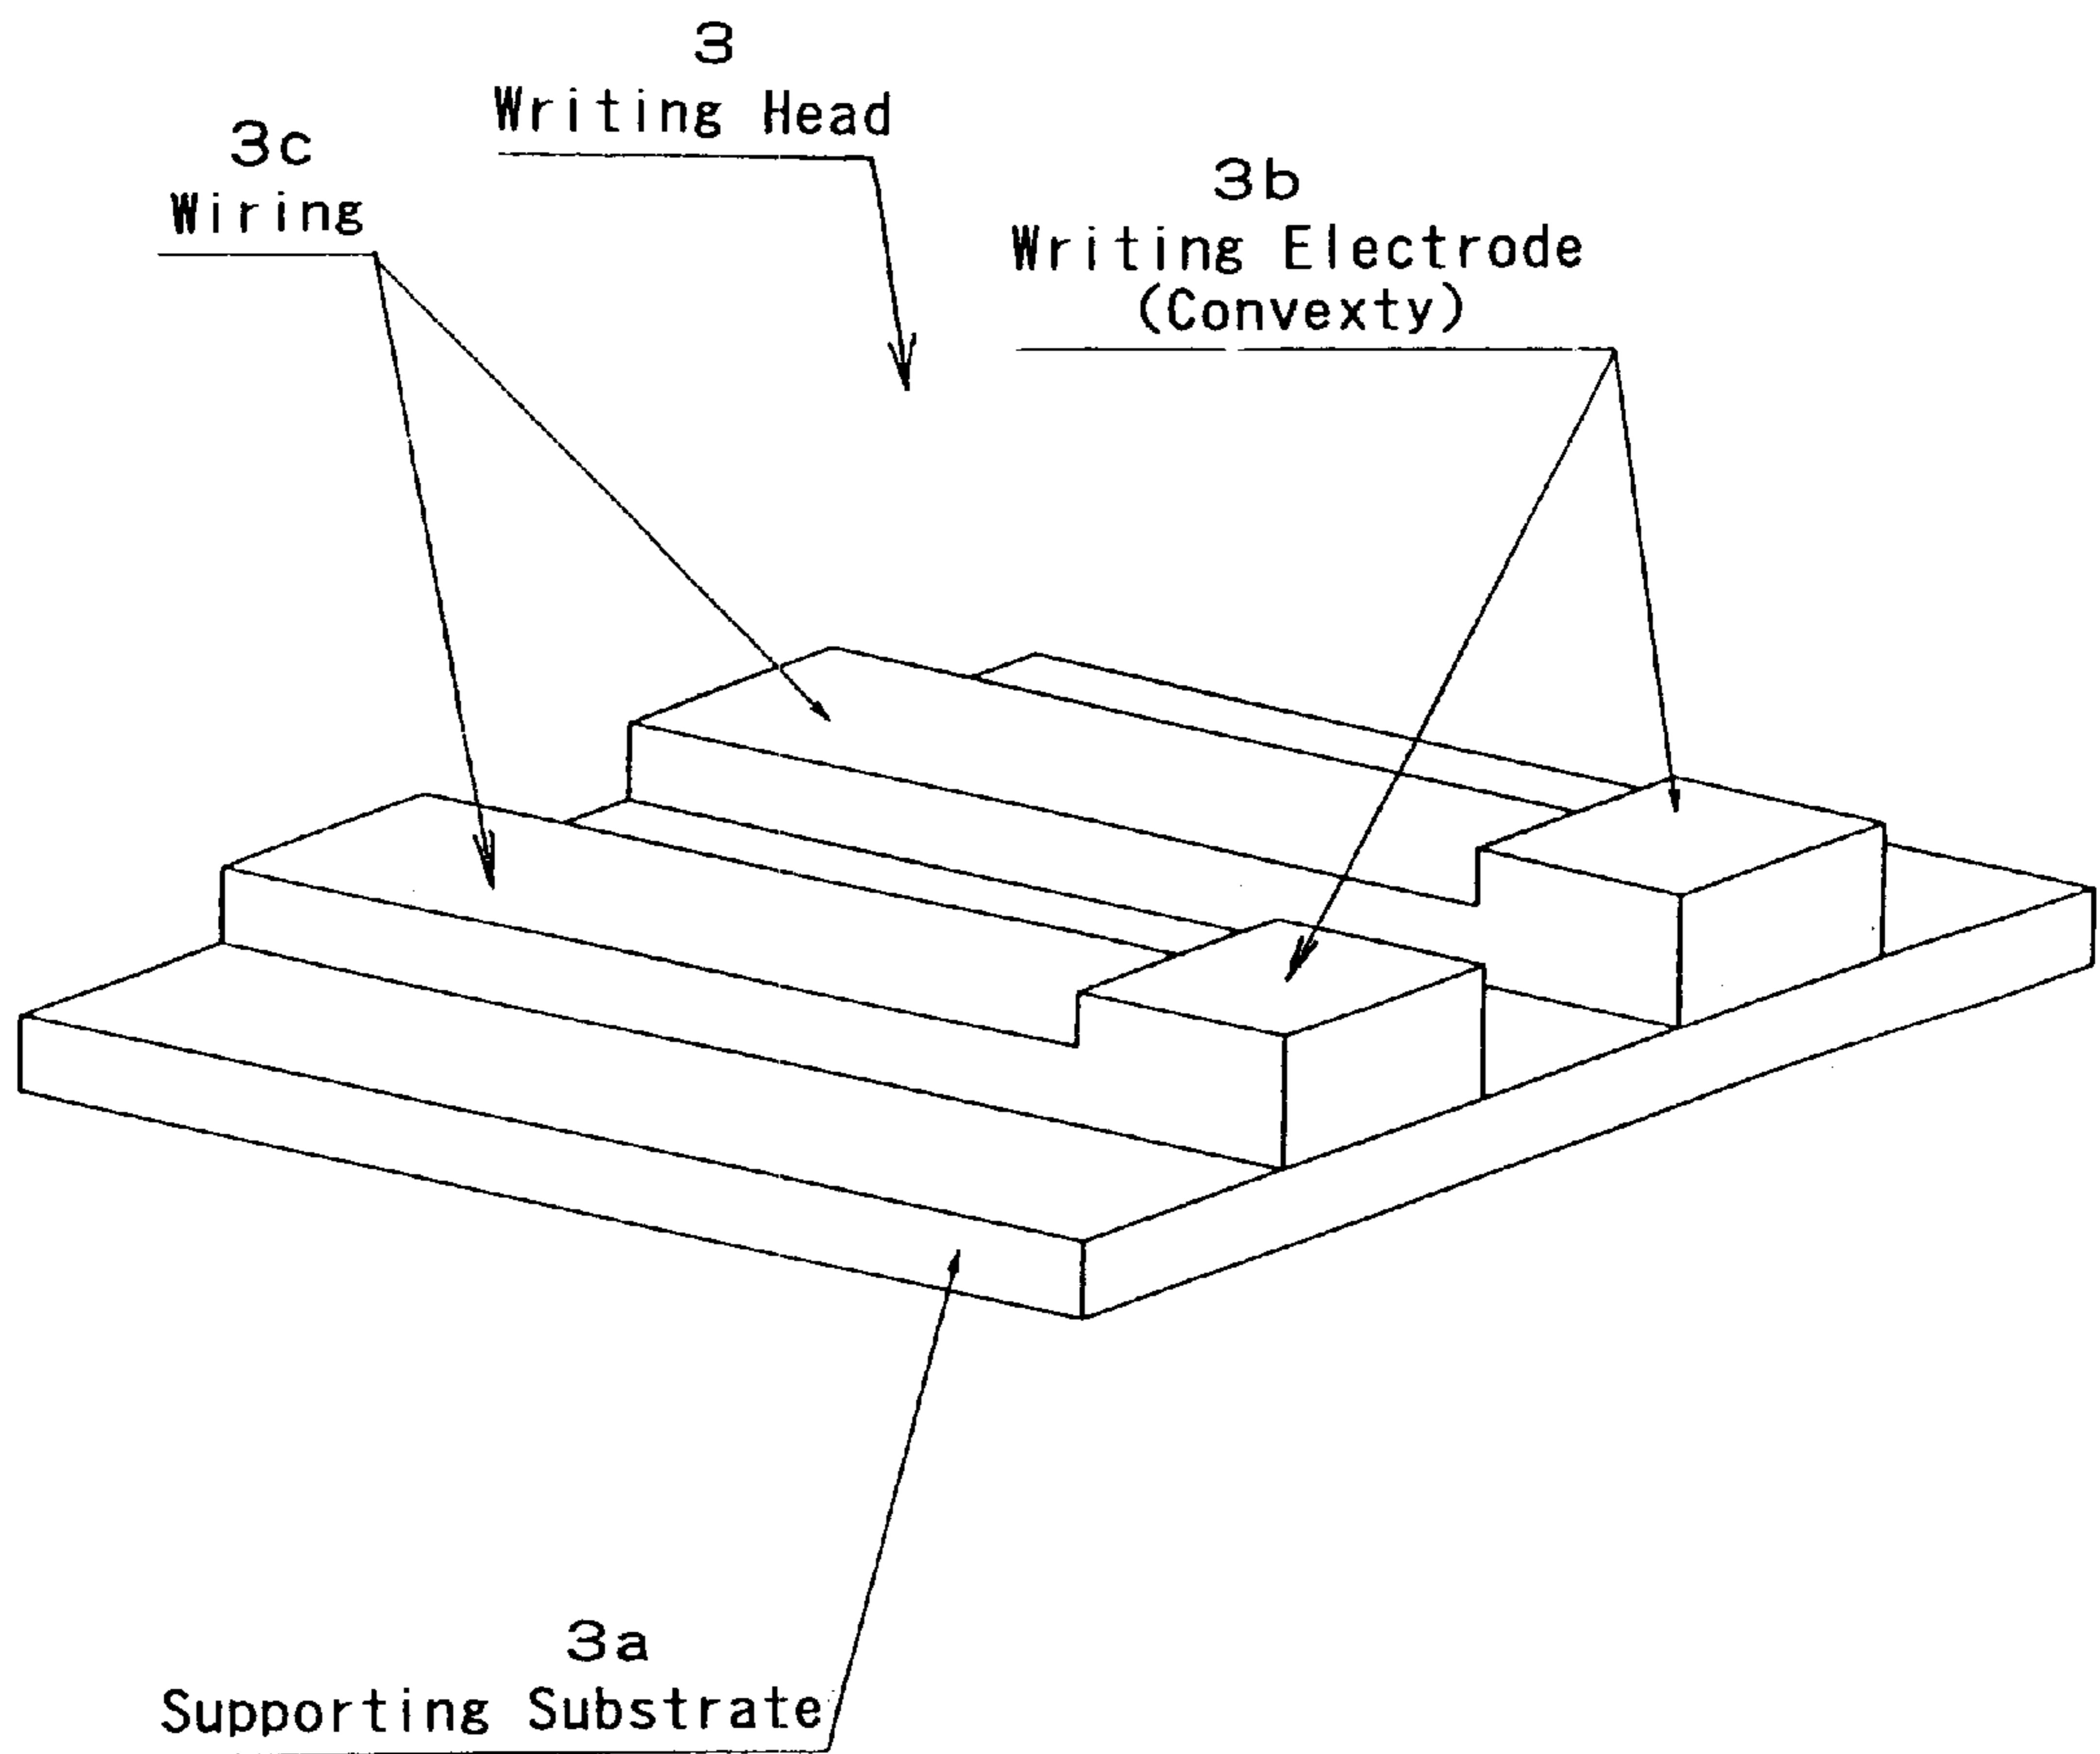 3
Writing Head
3c
Wiring
3b
Writing Electrode
(Convexty)
3a
Supporting Substrate